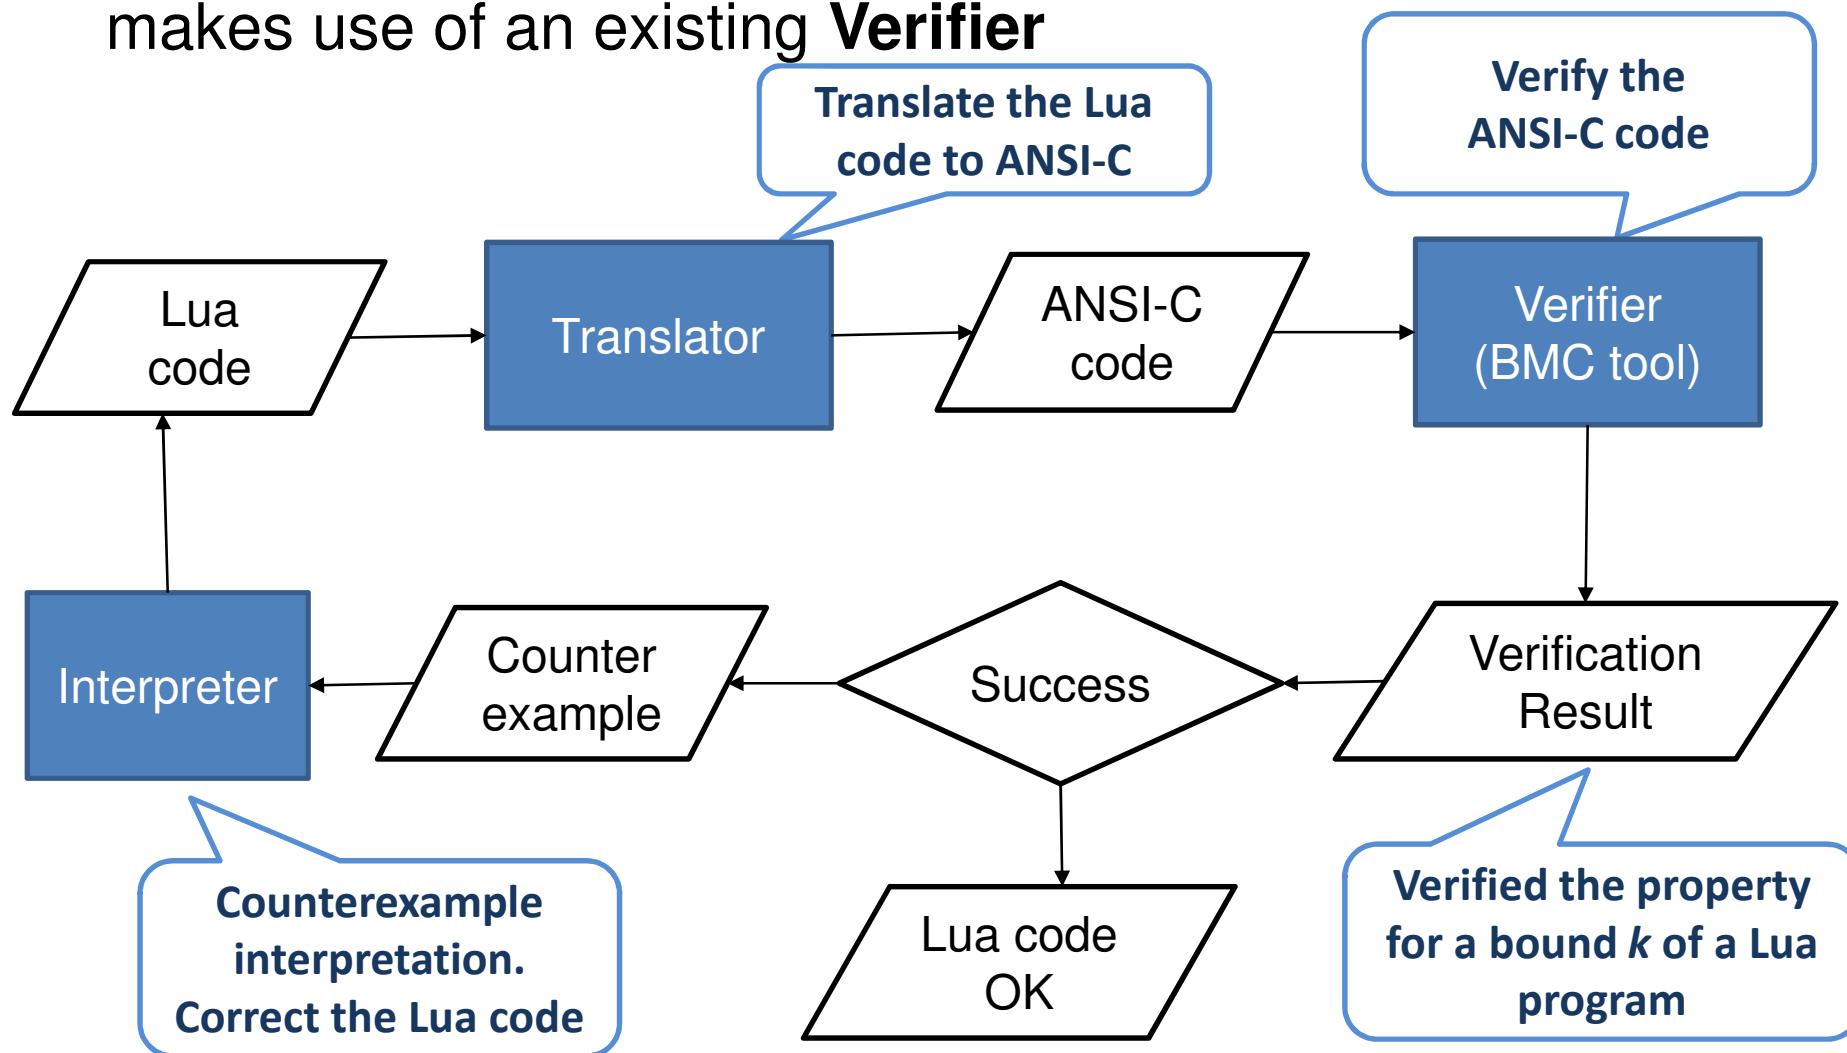 makes use of an existing Verifier
Translate the Lua
code to ANSI-C
Verify the
ANSI-C code
Lua
code
Translator
ANSI-C
code
Verifier
(BMC tool)
Interpreter
Counter
example
Success
Verification
Result
Counterexample
interpretation.
Correct the Lua code
Lua code
OK
Verified the property
for a bound k of a Lua
program